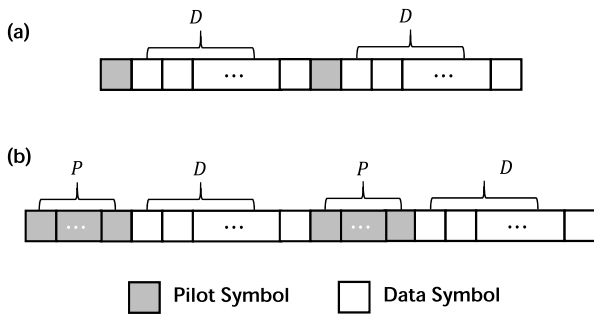 (a)
D D
... ...
(b)
P D P D
... ... ... ...
Pilot Symbol Data Symbol